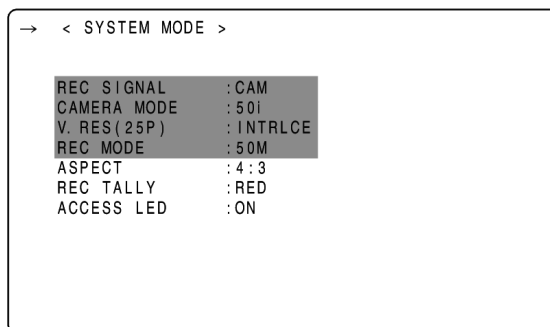 → < SYSTEM MODE >
REC SIGNAL :CAM
CAMERA MODE :50i
V. RES(25P) :INTRLCE
REC MODE :50M
ASPECT :4:3
REC TALLY :RED
ACCESS LED :ON